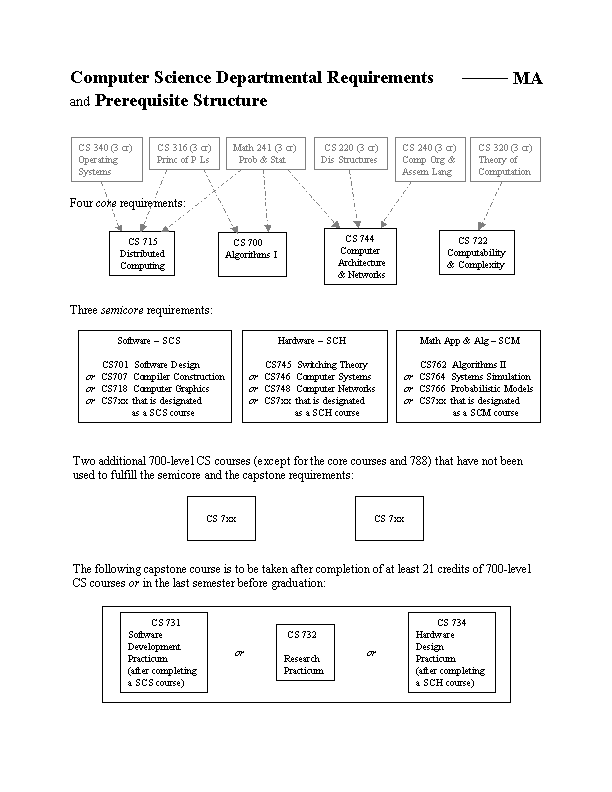 Computer Science Departmental Requirements MA
and Prerequisite Structure
CS 340 (3 cr)
Operating
Systems
CS 316 (3 cr)
Princ of P Ls
Math 241 (3 cr)
Prob & Stat
CS 220 (3 cr)
Dis Structures
CS 240 (3 cr)
Comp Org &
Assem Lang
CS 320 (3 cr)
Theory of
Computation
Four core requirements:
CS 715
Distributed
Computing
CS 700
Algorithms I
CS 744
Computer
Architecture
& Networks
CS 722
Computability
& Complexity
Three semicore requirements:
Software – SCS
CS701 Software Design
or CS707 Compiler Construction
or CS718 Computer Graphics
or CS7xx that is designated
as a SCS course
Hardware – SCH
CS745 Switching Theory
or CS746 Computer Systems
or CS748 Computer Networks
or CS7xx that is designated
as a SCH course
Math App & Alg – SCM
CS762 Algorithms II
or CS764 Systems Simulation
or CS766 Probabilistic Models
or CS7xx that is designated
as a SCM course
Two additional 700-level CS courses (except for the core courses and 788) that have not been
used to fulfill the semicore and the capstone requirements:
CS 7xx
CS 7xx
The following capstone course is to be taken after completion of at least 21 credits of 700-level
CS courses or in the last semester before graduation:
CS 731
Software
Development
Practicum
(after completing
a SCS course)
or
CS 732
Research
Practicum
or
CS 734
Hardware
Design
Practicum
(after completing
a SCH course)